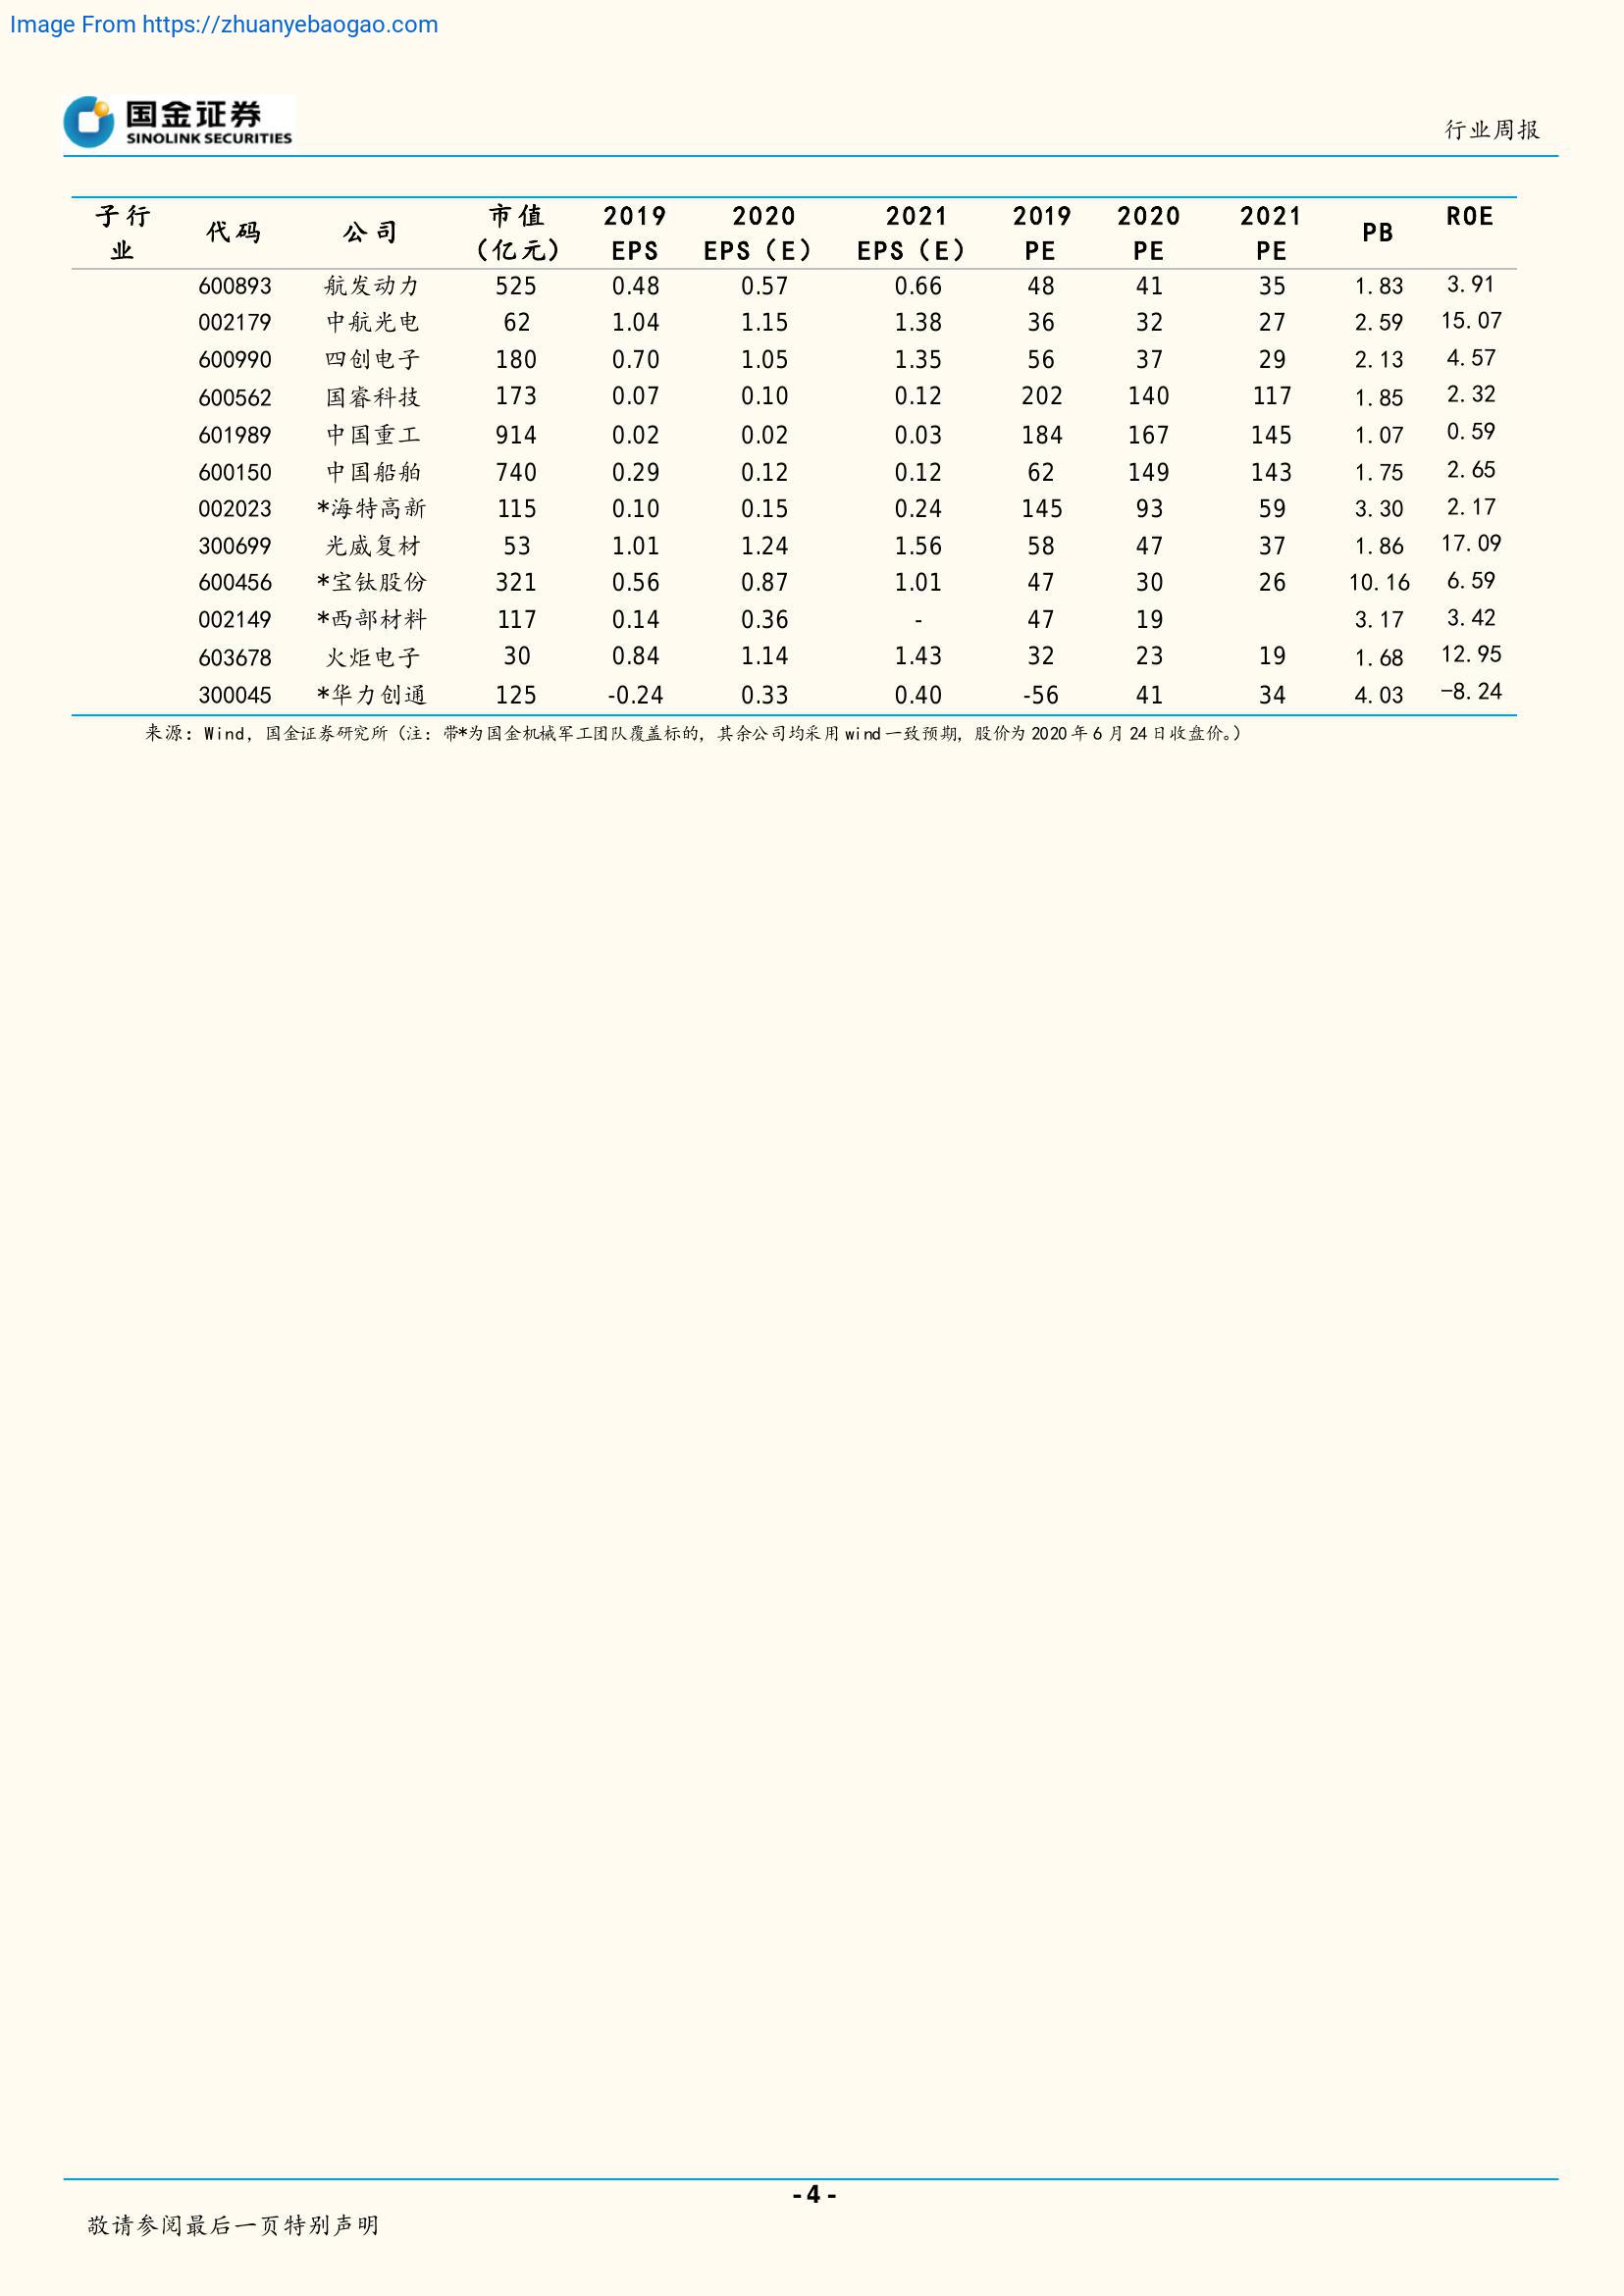 Image From https://zhuanyebaogao.com
国金证券
SINOLINK SECURITIES
行业周报
子行业 代码 公司 市值（亿元） 2019 EPS 2020 EPS（E） 2021 EPS（E） 2019 PE 2020 PE 2021 PE PB ROE
600893 航发动力 525 0.48 0.57 0.66 48 41 35 1.83 3.91
002179 中航光电 62 1.04 1.15 1.38 36 32 27 2.59 15.07
600990 四创电子 180 0.70 1.05 1.35 56 37 29 2.13 4.57
600562 国睿科技 173 0.07 0.10 0.12 202 140 117 1.85 2.32
601989 中国重工 914 0.02 0.02 0.03 184 167 145 1.07 0.59
600150 中国船舶 740 0.29 0.12 0.12 62 149 143 1.75 2.65
002023 *海特高新 115 0.10 0.15 0.24 145 93 59 3.30 2.17
300699 光威复材 53 1.01 1.24 1.56 58 47 37 1.86 17.09
600456 *宝钛股份 321 0.56 0.87 1.01 47 30 26 10.16 6.59
002149 *西部材料 117 0.14 0.36 - 47 19 3.17 3.42
603678 火炬电子 30 0.84 1.14 1.43 32 23 19 1.68 12.95
300045 *华力创通 125 -0.24 0.33 0.40 -56 41 34 4.03 -8.24
来源：Wind，国金证券研究所（注：带*为国金机械军工团队覆盖标的，其余公司均采用 wind 一致预期，股价为 2020 年 6 月 24 日收盘价。）
- 4 -
敬请参阅最后一页特别声明